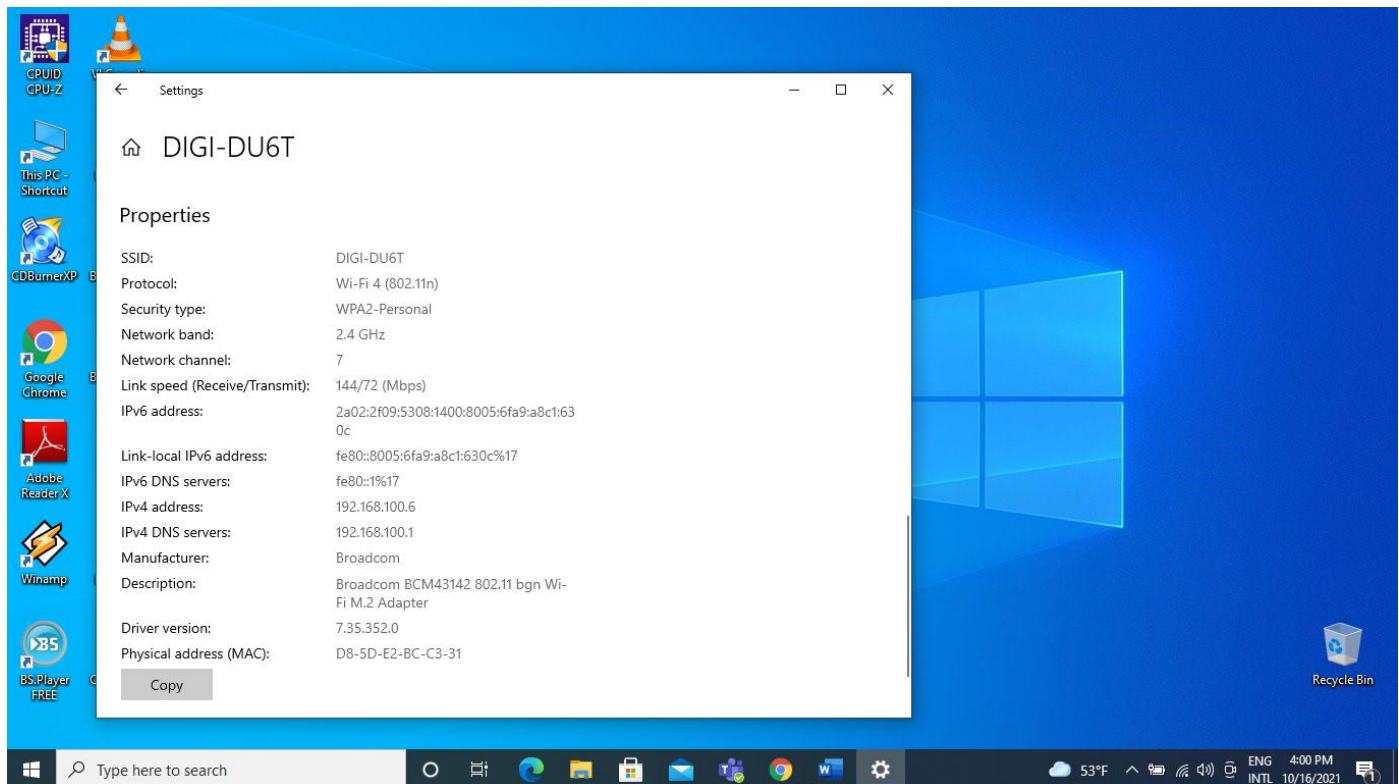 CPUID
CPU-Z
Settings
DIGI-DU6T
This PC -
Shortcut
Properties
SSID: DIGI-DU6T
Protocol: Wi-Fi 4 (802.11n)
CDBurnerXP
Security type: WPA2-Personal
Network band: 2.4 GHz
Network channel: 7
Google
Chrome
Link speed (Receive/Transmit): 144/72 (Mbps)
IPv6 address: 2a02:2f09:5308:1400:8005:6fa9:a8c1:63
0c
Link-local IPv6 address: fe80::8005:6fa9:a8c1:630c%17
Adobe
Reader X
IPv6 DNS servers: fe80::1%17
IPv4 address: 192.168.100.6
IPv4 DNS servers: 192.168.100.1
Manufacturer: Broadcom
Winamp
Description: Broadcom BCM43142 802.11 bgn Wi-
Fi M.2 Adapter
Driver version: 7.35.352.0
Physical address (MAC): D8-5D-E2-BC-C3-31
BS
BS.Player
FREE
Copy
Recycle Bin
Type here to search
53°F
ENG
INTL
4:00 PM
10/16/2021